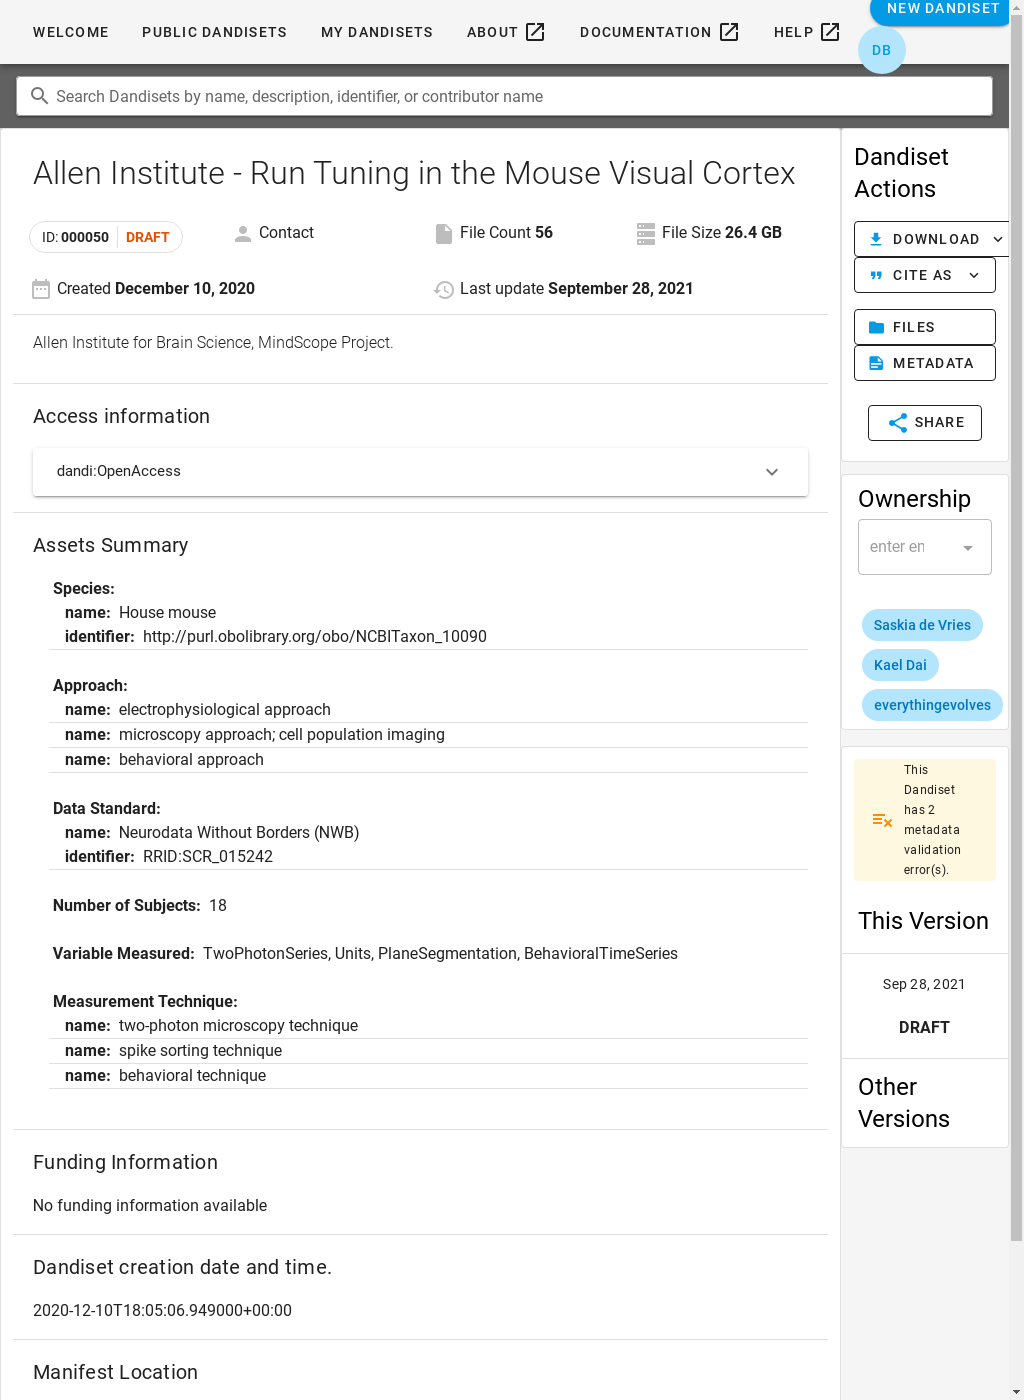 WELCOME PUBLIC DANDISETS MY DANDISETS ABOUT DOCUMENTATION HELP NEW DANDISET
DB
Search Dandisets by name, description, identifier, or contributor name
Allen Institute - Run Tuning in the Mouse Visual Cortex
ID: 000050 DRAFT Contact File Count 56 File Size 26.4 GB
Created December 10, 2020 Last update September 28, 2021
Allen Institute for Brain Science, MindScope Project.
Access information
dandi:OpenAccess
Assets Summary
Species:
name: House mouse
identifier: http://purl.obolibrary.org/obo/NCBITaxon_10090
Approach:
name: electrophysiological approach
name: microscopy approach; cell population imaging
name: behavioral approach
Data Standard:
name: Neurodata Without Borders (NWB)
identifier: RRID:SCR_015242
Number of Subjects: 18
Variable Measured: TwoPhotonSeries, Units, PlaneSegmentation, BehavioralTimeSeries
Measurement Technique:
name: two-photon microscopy technique
name: spike sorting technique
name: behavioral technique
Funding Information
No funding information available
Dandiset creation date and time.
2020-12-10T18:05:06.949000+00:00
Manifest Location
Dandiset
Actions
DOWNLOAD
CITE AS
FILES
METADATA
SHARE
Ownership
enter en
Saskia de Vries
Kael Dai
everythingevolves
This
Dandiset
has 2
metadata
validation
error(s).
This Version
Sep 28, 2021
DRAFT
Other
Versions